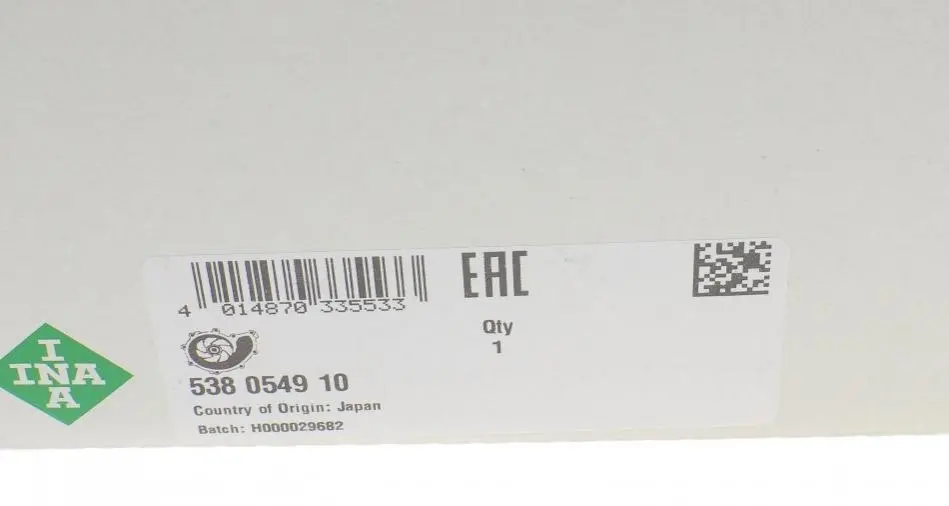 EAC
4 014870 335533
Qty
1
I
INA
A
538 0549 10
Country of Origin: Japan
Batch: H000029682